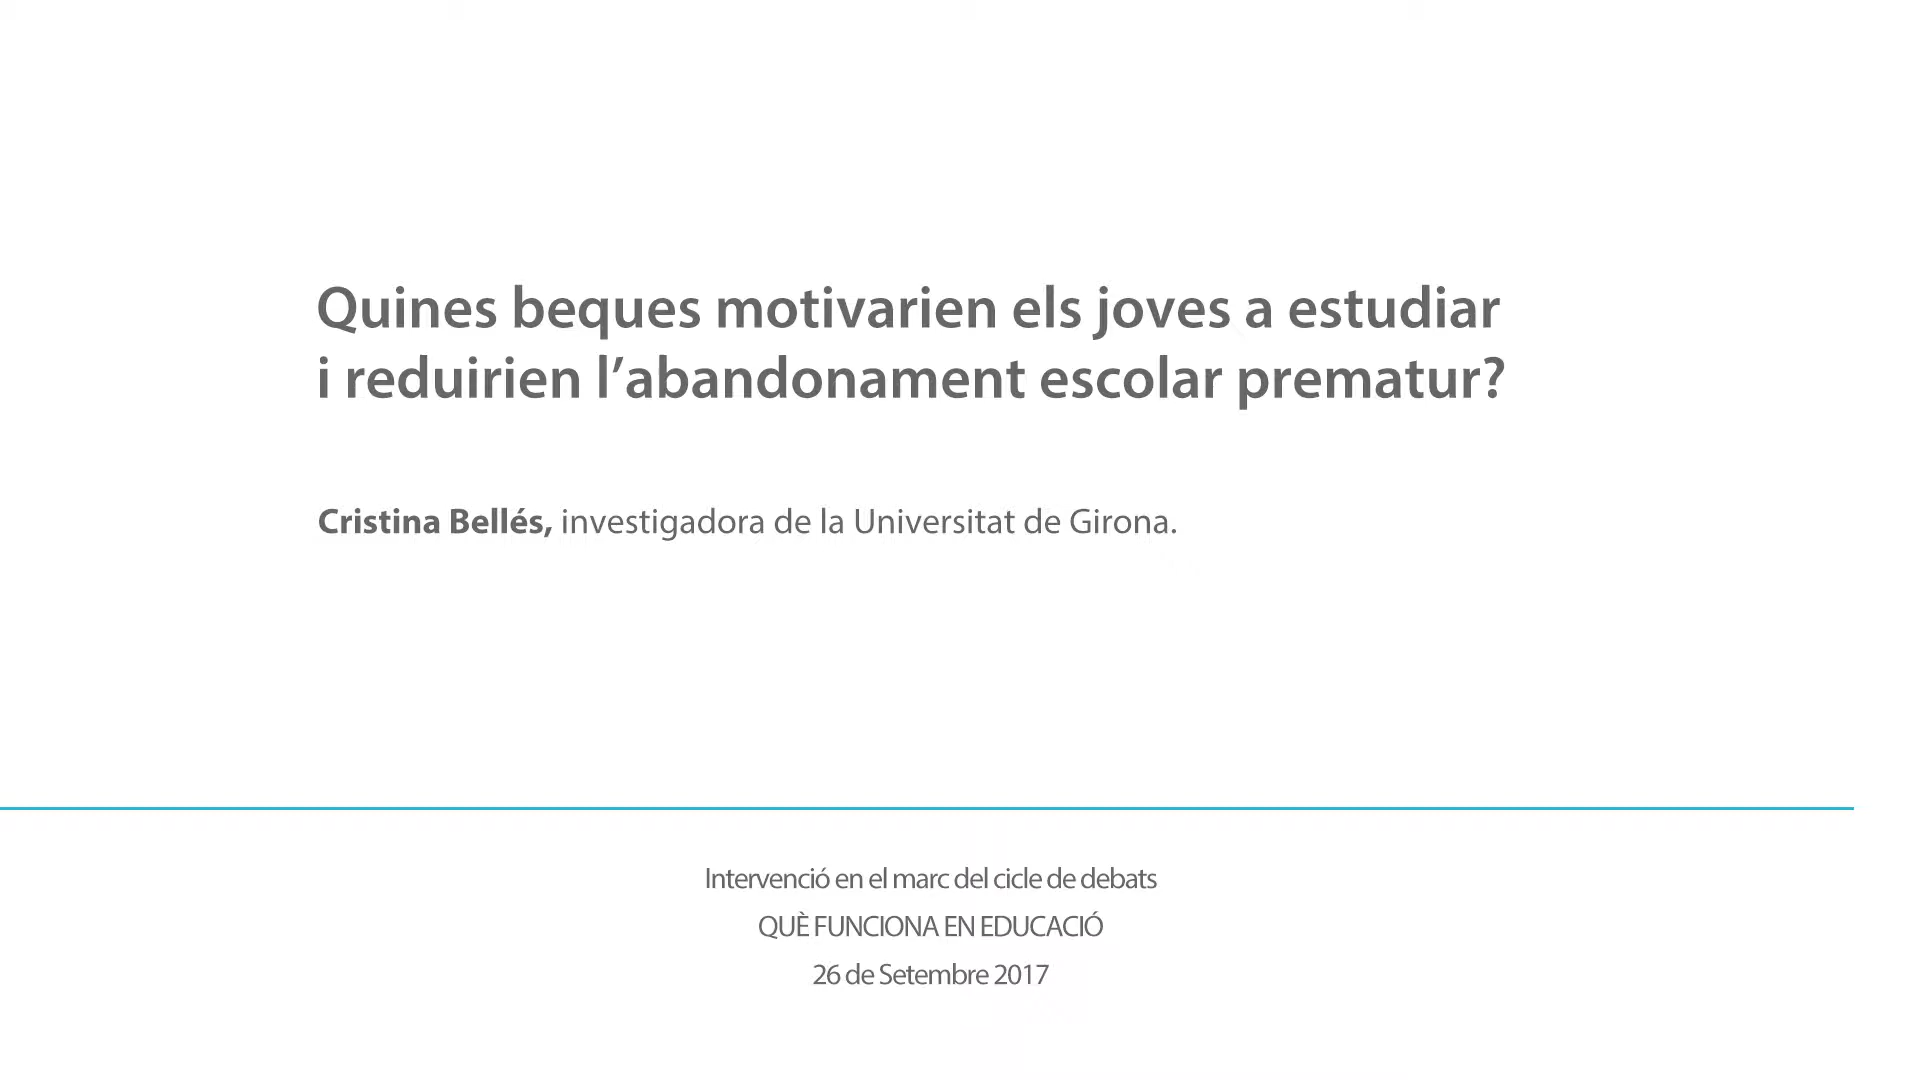 Quines beques motivarien els joves a estudiar
i reduirien l’abandonament escolar prematur?
Cristina Bellés, investigadora de la Universitat de Girona.
Intervenció en el marc del cicle de debats
QUÈ FUNCIONA EN EDUCACIÓ
26 de Setembre 2017